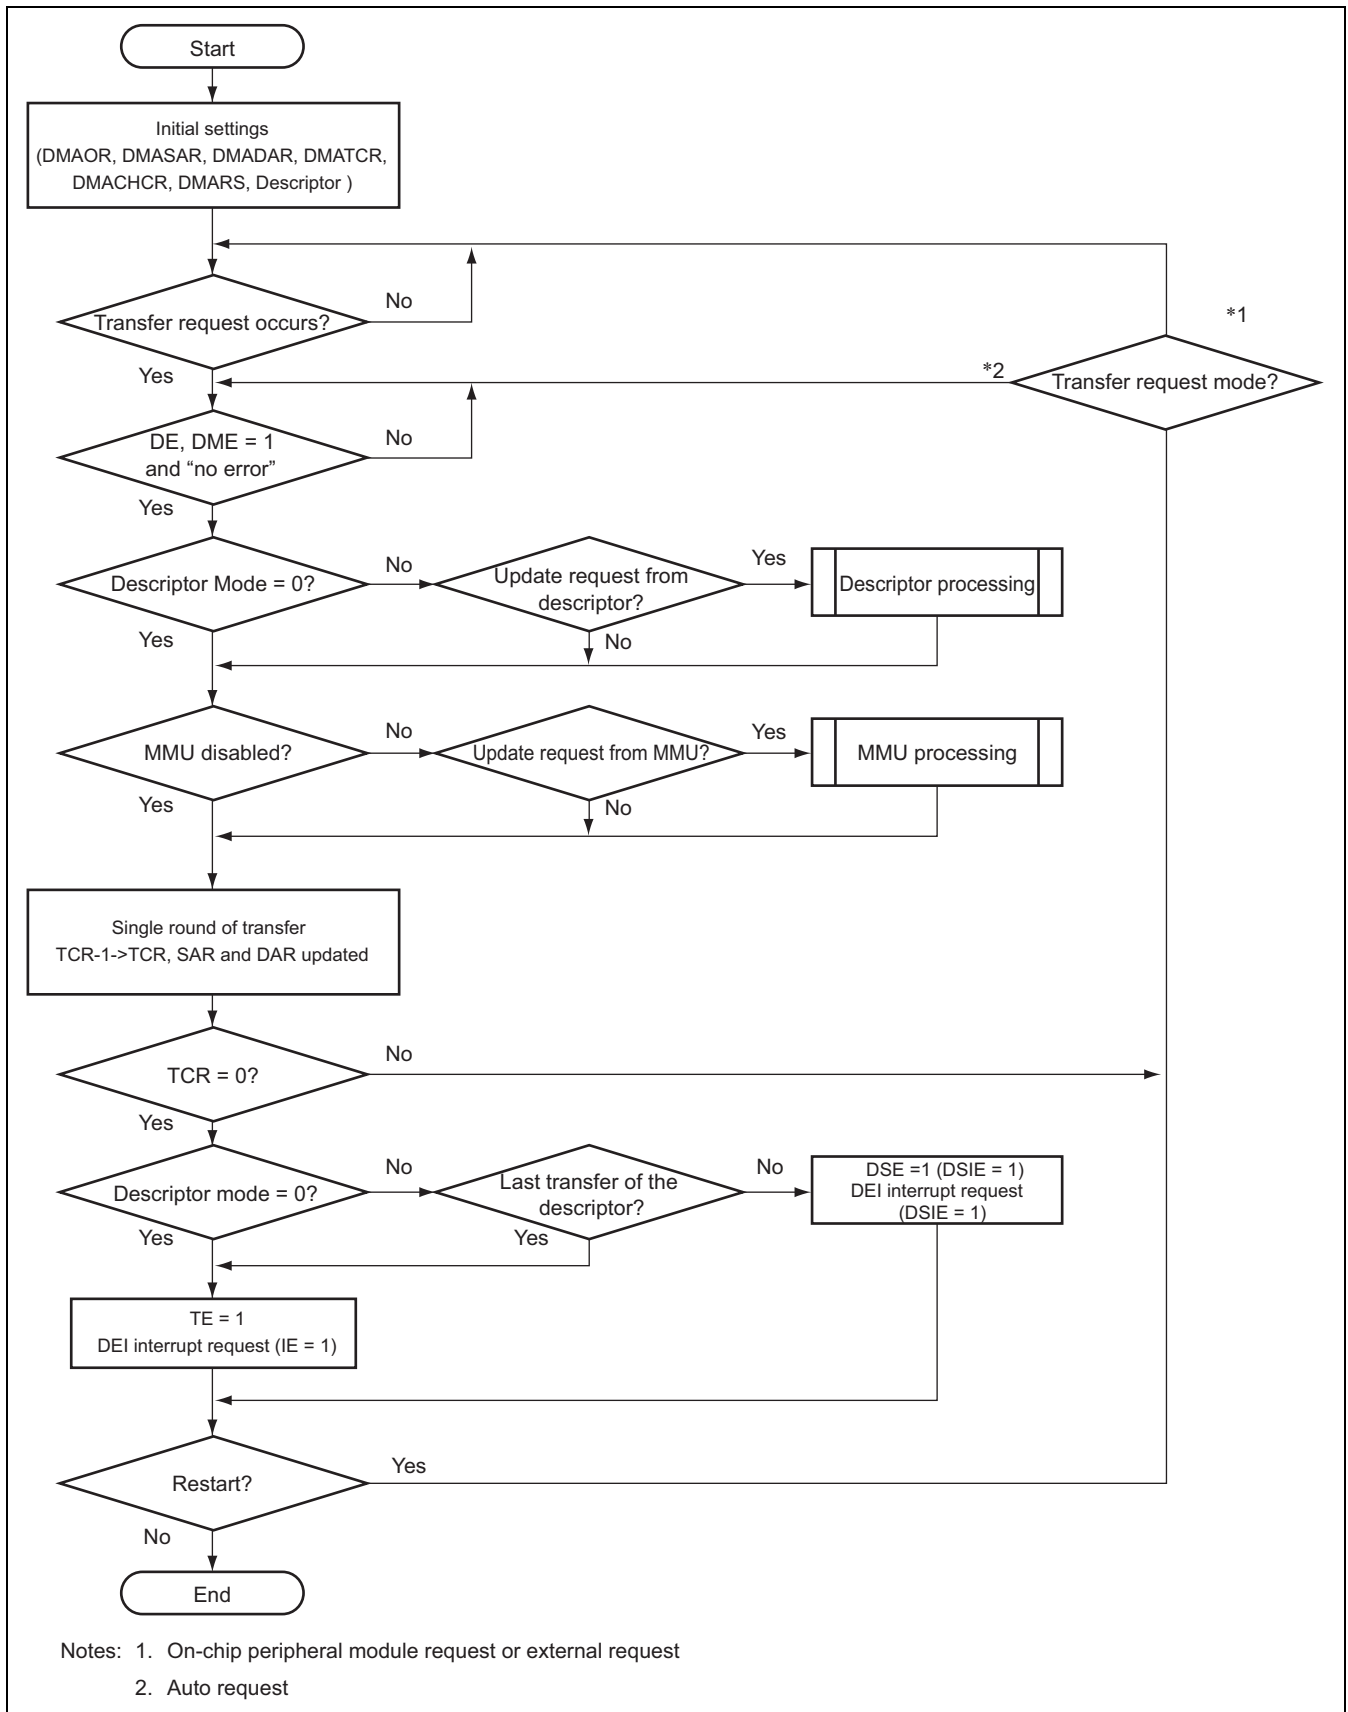 Start
Initial settings
(DMAOR, DMASAR, DMADAR, DMATCR,
DMACHCR, DMARS, Descriptor )
Transfer request occurs?
No
Yes
*1
Transfer request mode?
*2
DE, DME = 1
and “no error”
No
Yes
Descriptor Mode = 0?
No
Update request from
descriptor?
Yes
Descriptor processing
Yes
No
MMU disabled?
No
Update request from MMU?
Yes
MMU processing
Yes
No
Single round of transfer
TCR-1->TCR, SAR and DAR updated
TCR = 0?
No
Yes
Descriptor mode = 0?
No
Last transfer of the
descriptor?
No
DSE =1 (DSIE = 1)
DEI interrupt request
(DSIE = 1)
Yes
Yes
TE = 1
DEI interrupt request (IE = 1)
Restart?
Yes
No
End
Notes: 1. On-chip peripheral module request or external request
2. Auto request